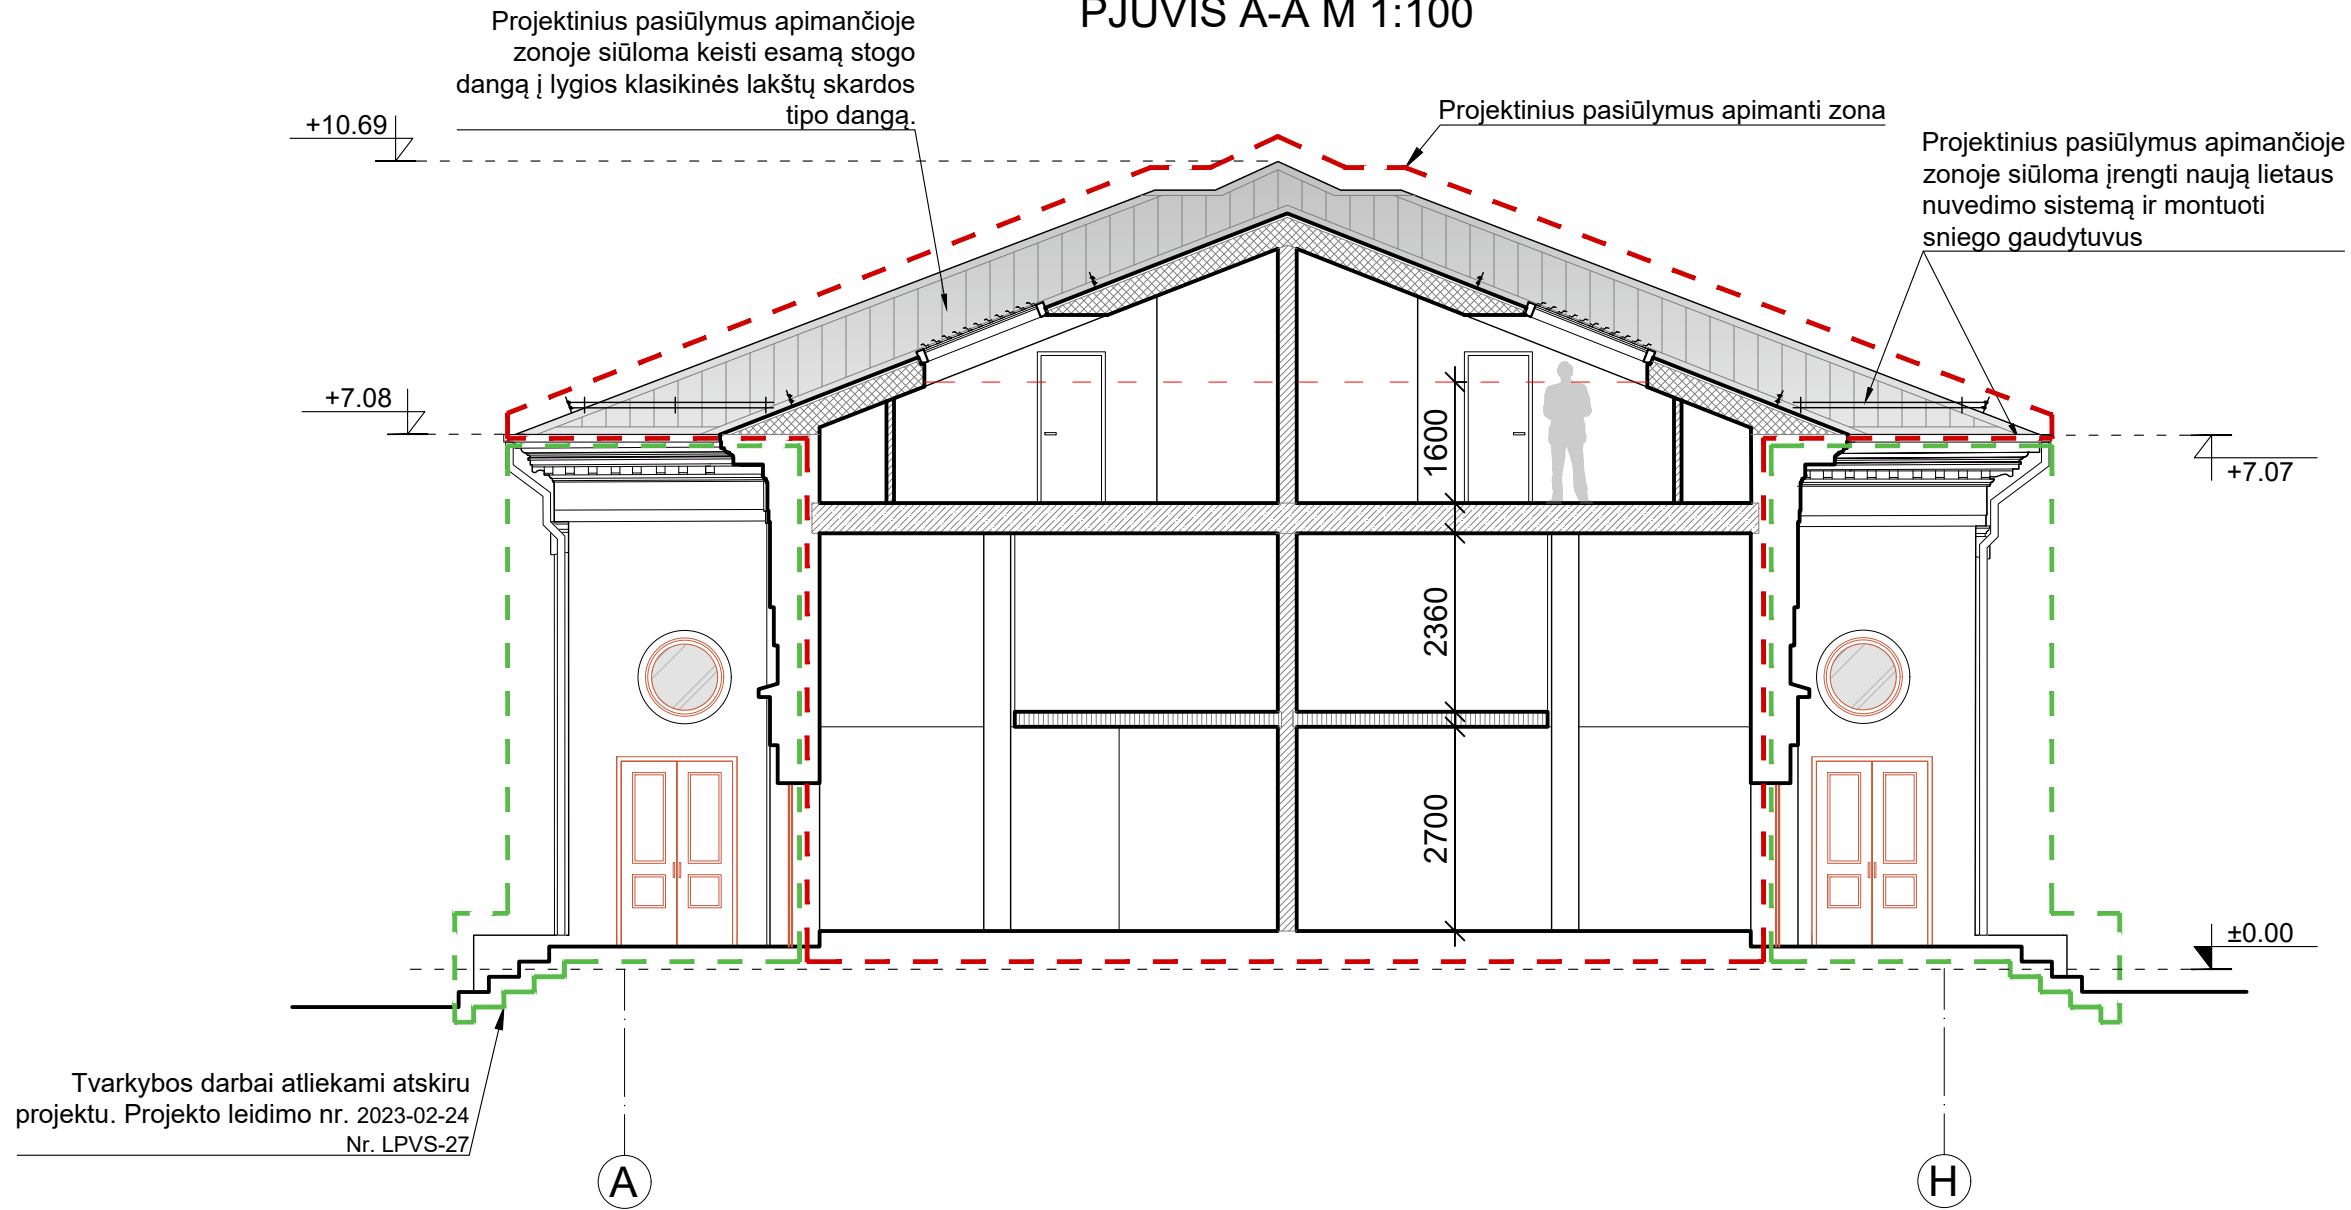 PJŪVIS A-A M 1:100
Projektinius pasiūlymus apimančioje
zonoje siūloma keisti esamą stogo
dangą į lygios klasikinės lakštų skardos
tipo dangą.
Projektinius pasiūlymus apimanti zona
Projektinius pasiūlymus apimančioje
zonoje siūloma įrengti naują lietaus
nuvedimo sistemą ir montuoti
sniego gaudytuvus
+10.69
+7.08
+7.07
±0.00
1600
2360
2700
Tvarkybos darbai atliekami atskiru
projektu. Projekto leidimo nr. 2023-02-24
Nr. LPVS-27
A
H